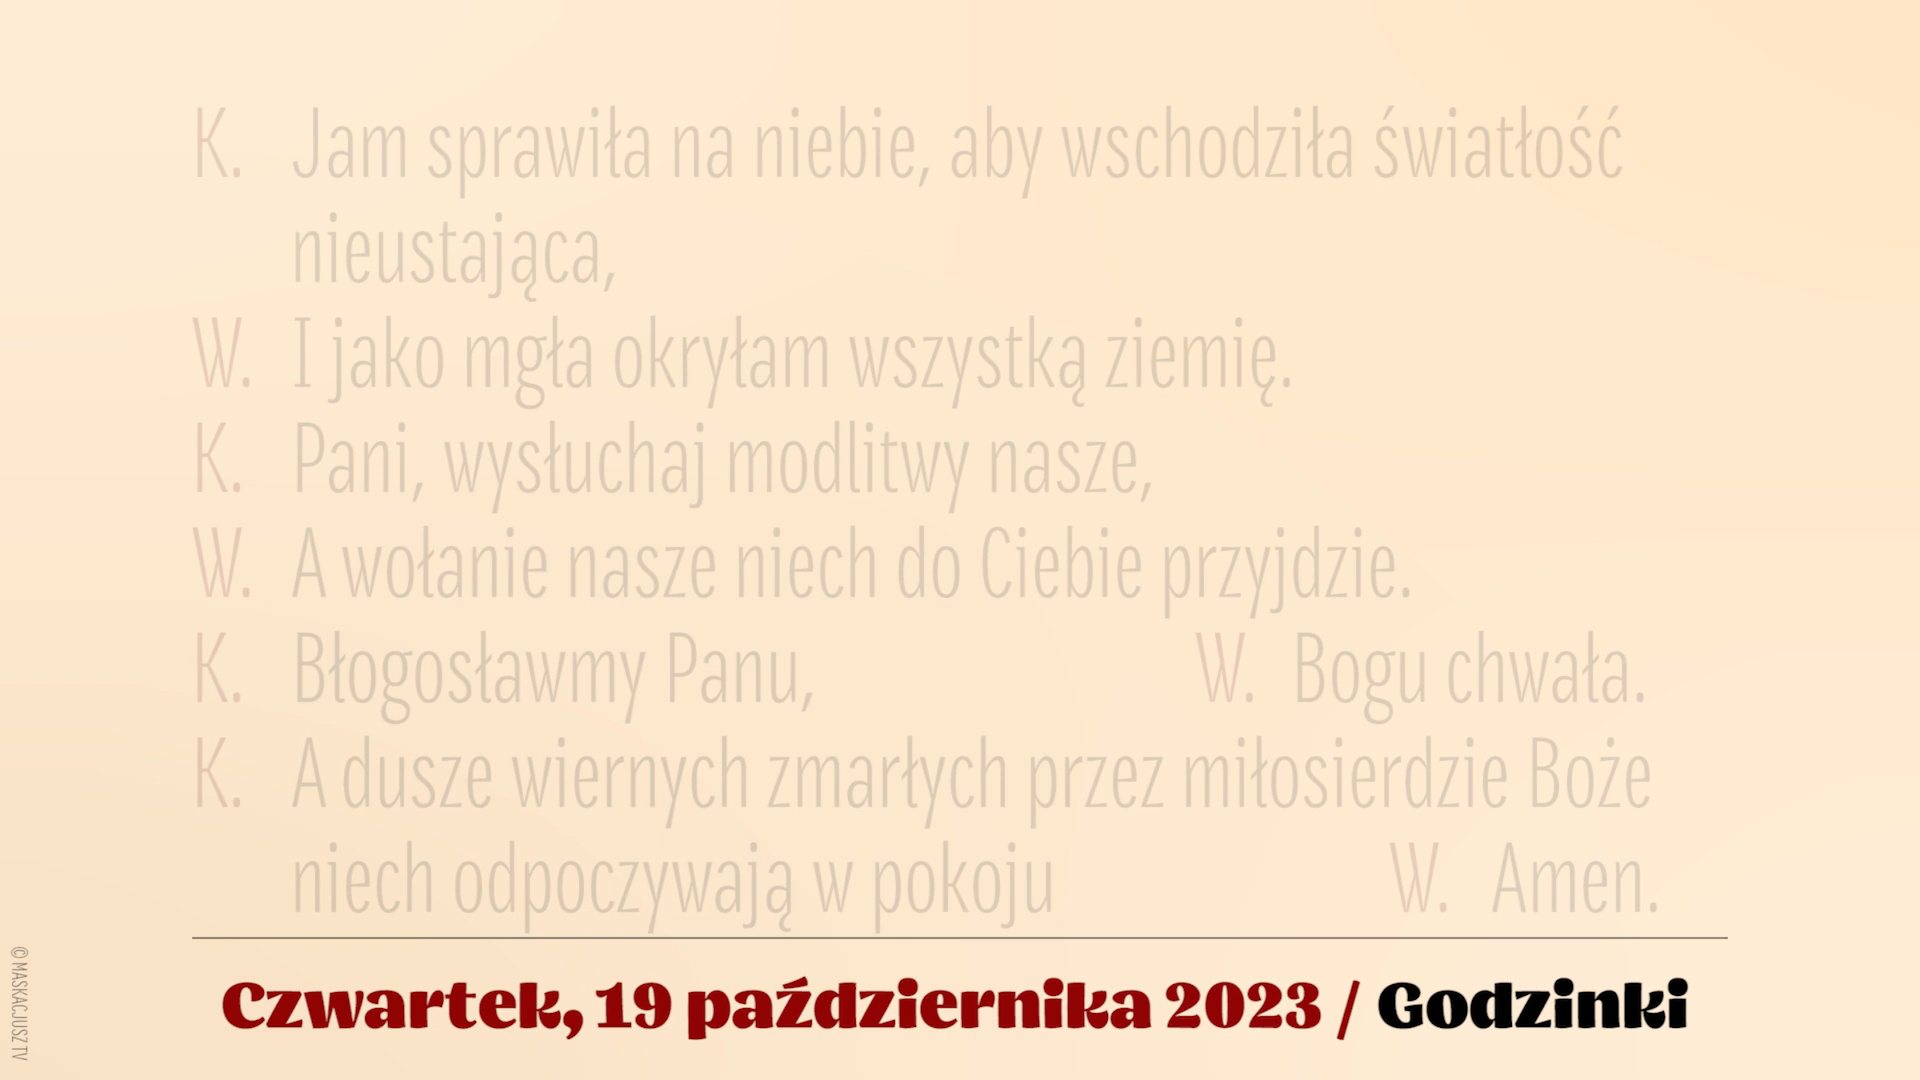 K. Jam sprawiła na niebie, aby wschodziła światłość
nieustająca,
W. I jako mgła okryłam wszystką ziemię.
K. Pani, wysłuchaj modlitwy nasze,
W. A wołanie nasze niech do Ciebie przyjdzie.
K. Błogosławmy Panu, W. Bogu chwała.
K. A dusze wiernych zmarłych przez miłosierdzie Boże
niech odpoczywają w pokoju W. Amen.
Czwartek, 19 października 2023 / Godzinki
© MASKACJUSZ TV